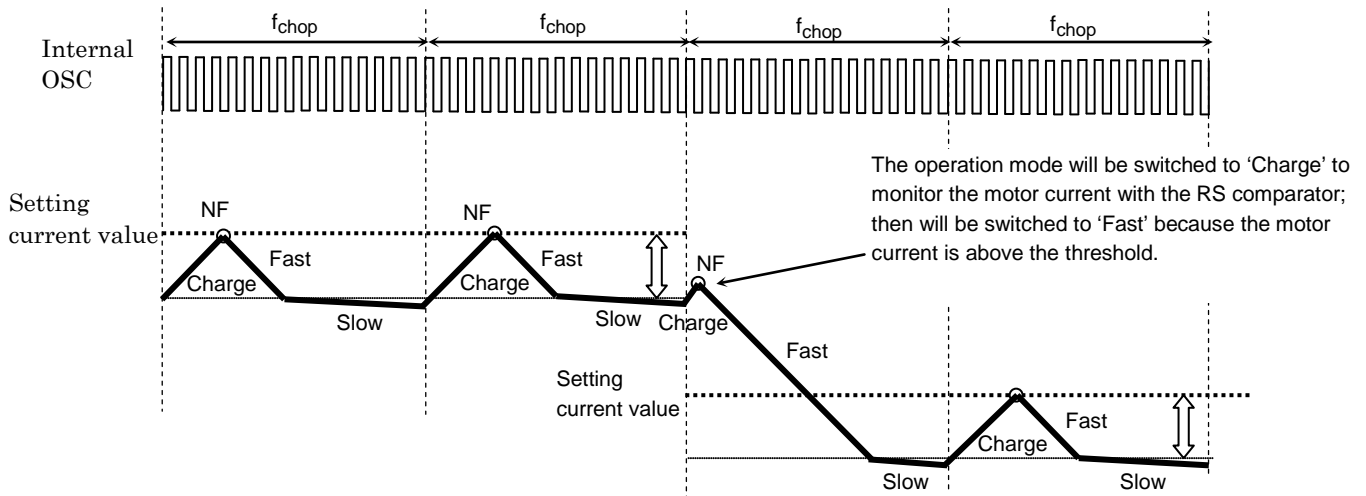 fchop fchop fchop fchop
Internal
OSC
The operation mode will be switched to ‘Charge’ to
monitor the motor current with the RS comparator;
then will be switched to ‘Fast’ because the motor
current is above the threshold.
Setting
current value
NF
Charge
Fast
Slow
NF
Charge
Fast
Slow
Charge
NF
Fast
Slow
Setting
current value
Charge
Fast
Slow